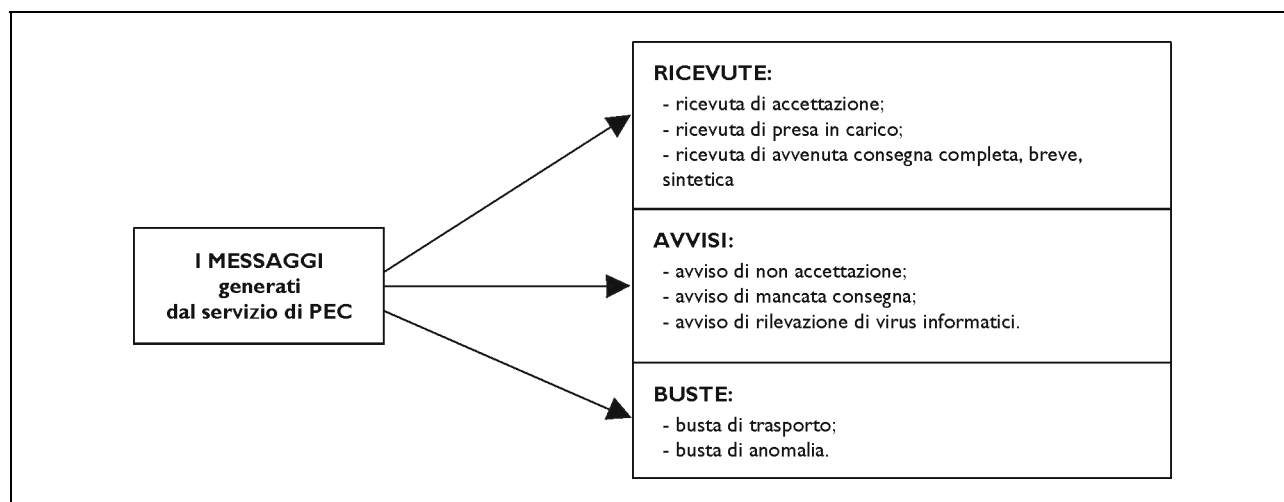 I MESSAGGI
generati
dal servizio di PEC
RICEVUTE:
- ricevuta di accettazione;
- ricevuta di presa in carico;
- ricevuta di avvenuta consegna completa, breve,
sintetica
AVVISI:
- avviso di non accettazione;
- avviso di mancata consegna;
- avviso di rilevazione di virus informatici.
BUSTE:
- busta di trasporto;
- busta di anomalia.